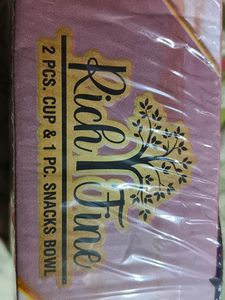 Rich Fine
2 PCS. CUP & 1 PC. SNACKS BOWL